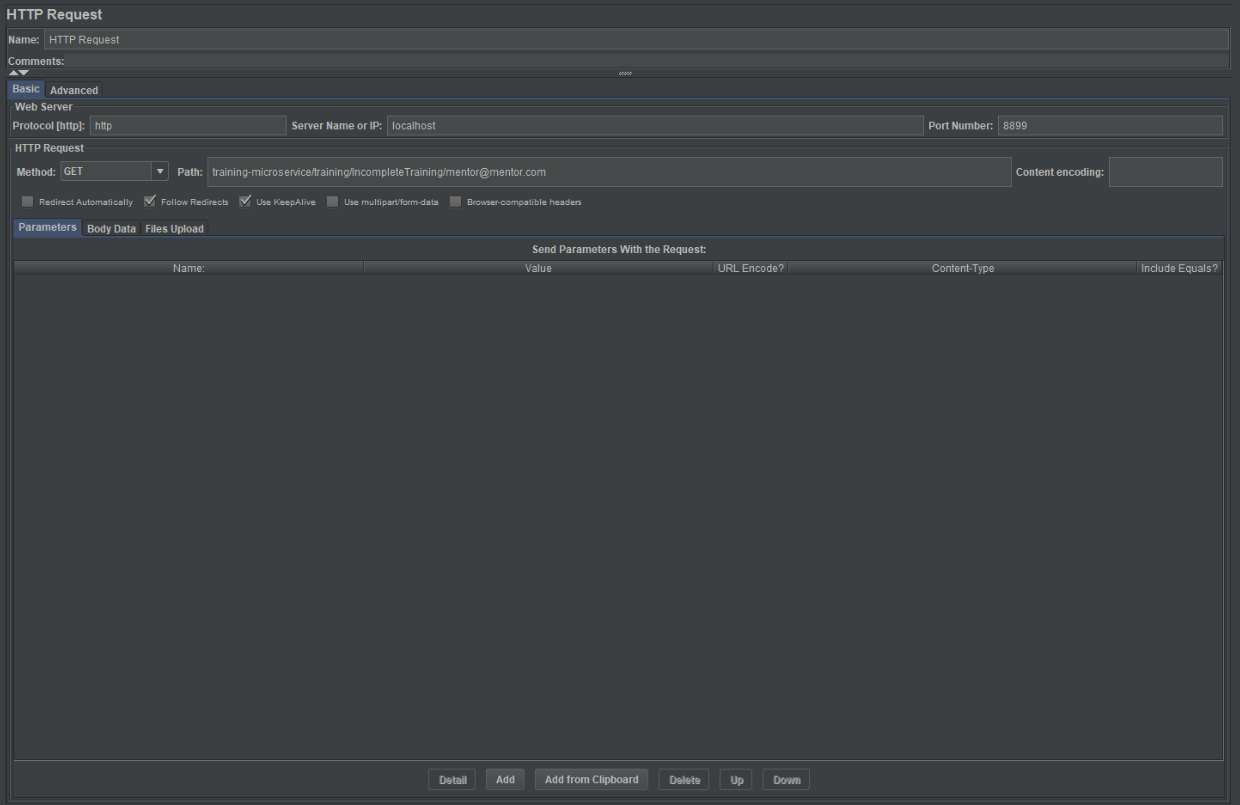 HTTP Request
Name: HTTP Request
Comments:
Basic Advanced
Web Server
Protocol [http]: http Server Name or IP: localhost Port Number: 8899
HTTP Request
Method: GET Path: training-microservice/training/IncompleteTraining/mentor@mentor.com Content encoding:
Redirect Automatically Follow Redirects Use KeepAlive Use multipart/form-data Browser-compatible headers
Parameters Body Data Files Upload
Send Parameters With the Request:
Name: Value URL Encode? Content-Type Include Equals?
Detail Add Add from Clipboard Delete Up Down